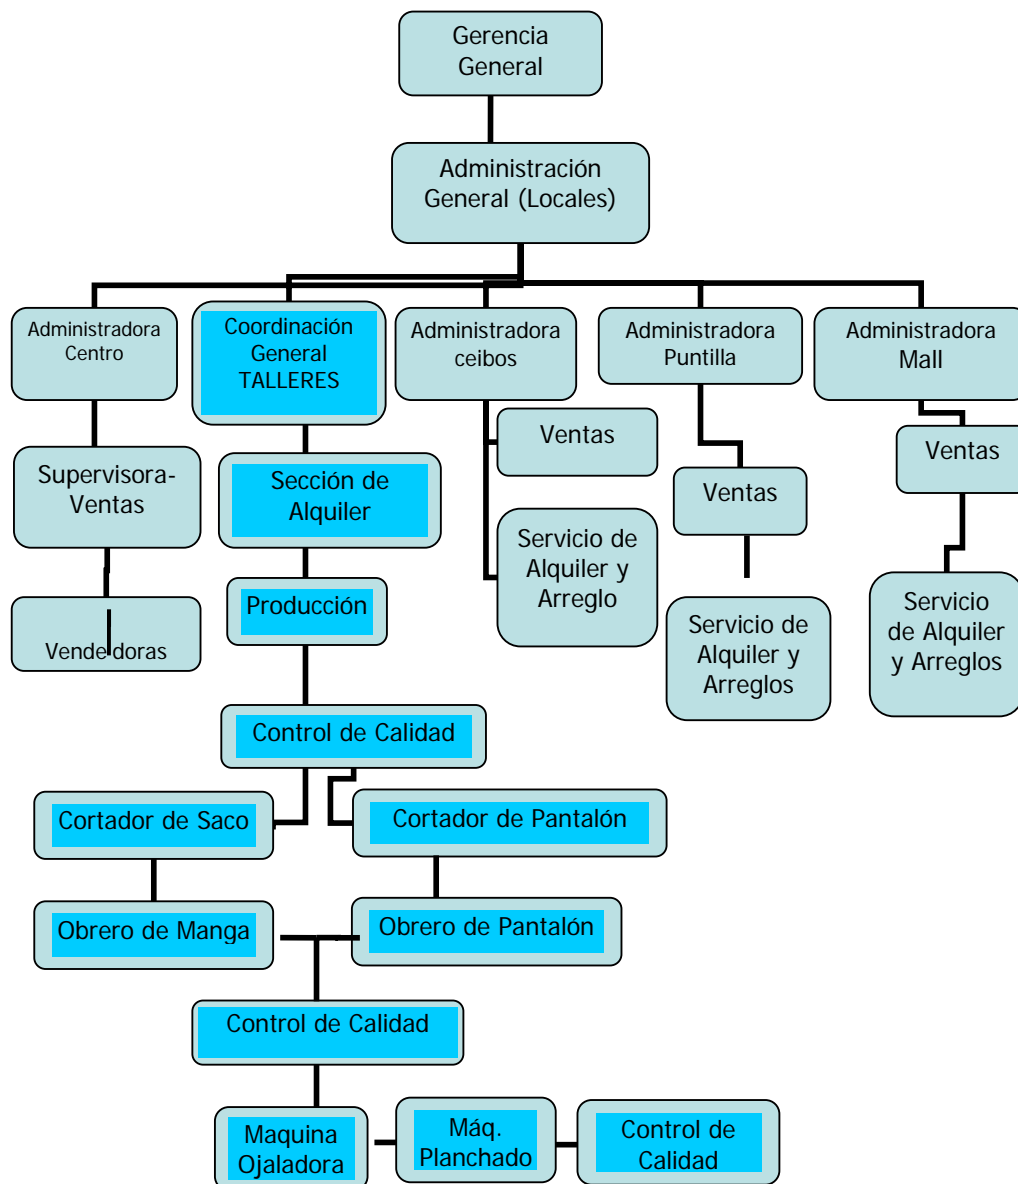 Gerencia
General
Administración
General (Locales)
Administradora
Centro
Coordinación
General
TALLERES
Administradora
ceibos
Administradora
Puntilla
Administradora
Mall
Supervisora-
Ventas
Sección de
Alquiler
Ventas
Ventas
Ventas
Vendedoras
Producción
Servicio de
Alquiler y
Arreglo
Servicio de
Alquiler y
Arreglos
Servicio
de Alquiler
y Arreglos
Control de Calidad
Cortador de Saco
Cortador de Pantalón
Obrero de Manga
Obrero de Pantalón
Control de Calidad
Maquina
Ojaladora
Máq.
Planchado
Control de
Calidad